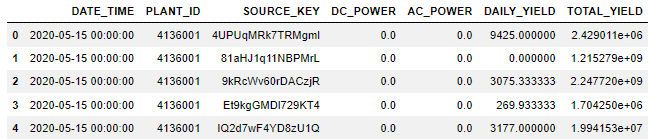 DATE_TIME PLANT_ID SOURCE_KEY DC_POWER AC_POWER DAILY_YIELD TOTAL_YIELD
0 2020-05-15 00:00:00 4136001 4UPUqMRk7TRMgml 0.0 0.0 9425.000000 2.429011e+06
1 2020-05-15 00:00:00 4136001 81aHJ1q11NBPMrL 0.0 0.0 0.000000 1.215279e+09
2 2020-05-15 00:00:00 4136001 9kRcWv60rDACzjR 0.0 0.0 3075.333333 2.247720e+09
3 2020-05-15 00:00:00 4136001 Et9kgGMDl729KT4 0.0 0.0 269.933333 1.704250e+06
4 2020-05-15 00:00:00 4136001 IQ2d7wF4YD8zU1Q 0.0 0.0 3177.000000 1.994153e+07